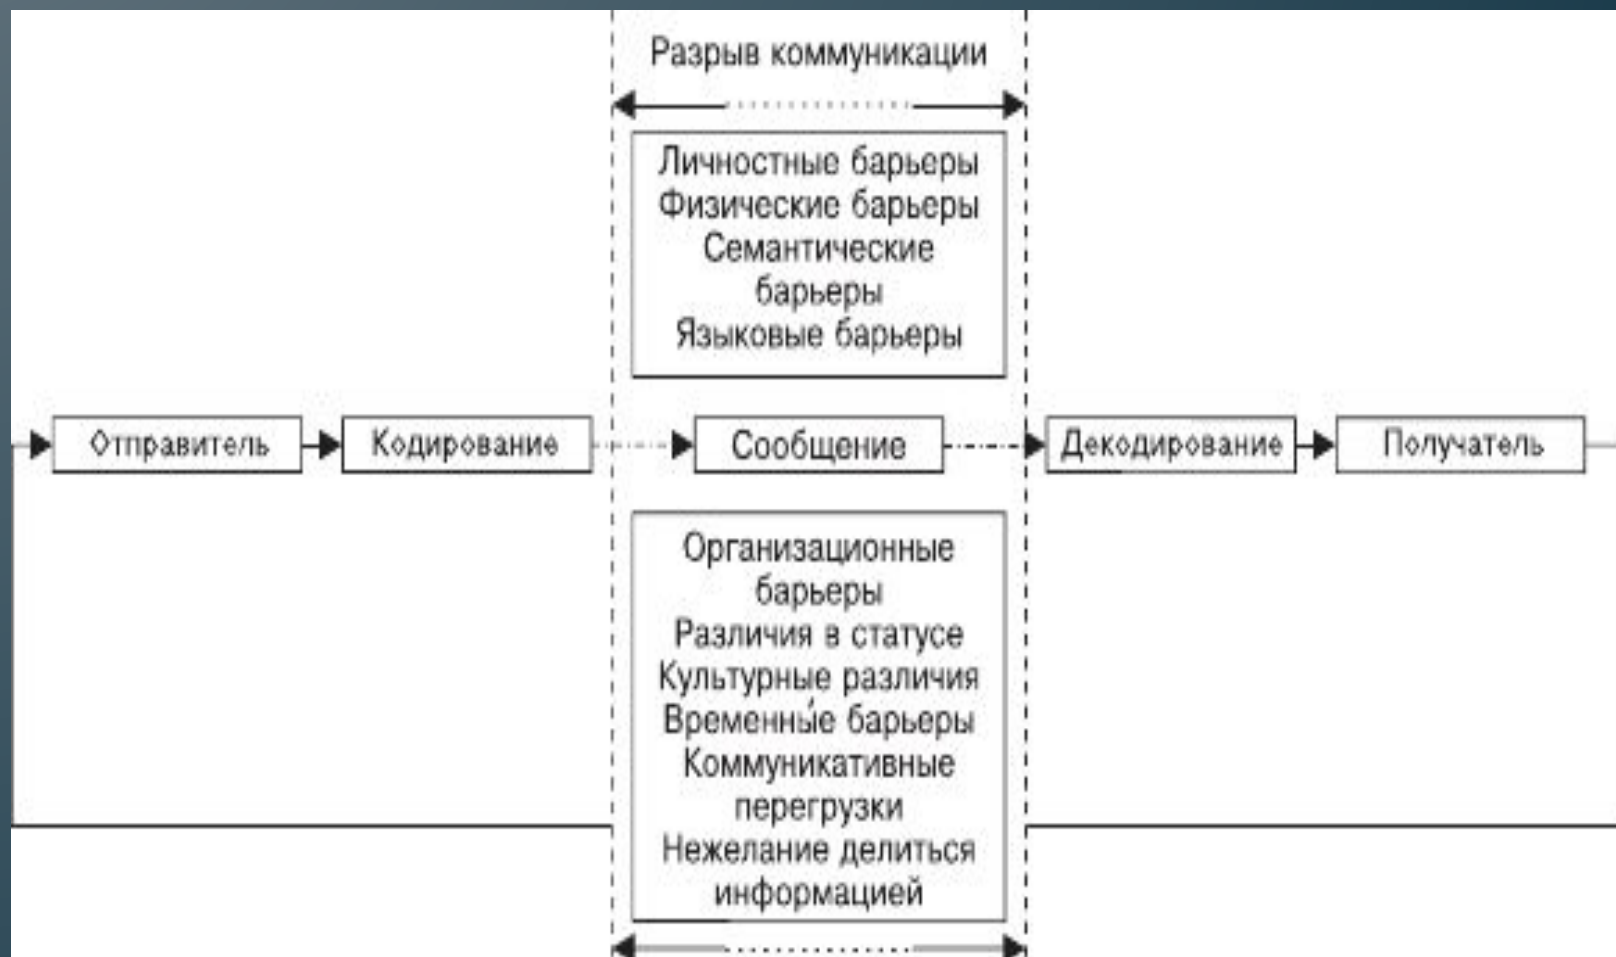 Разрыв коммуникации
Личностные барьеры
Физические барьеры
Семантические
барьеры
Языковые барьеры
Отправитель
Кодирование
Сообщение
Декодирование
Получатель
Организационные
барьеры
Различия в статусе
Культурные различия
Временны́е барьеры
Коммуникативные
перегрузки
Нежелание делиться
информацией